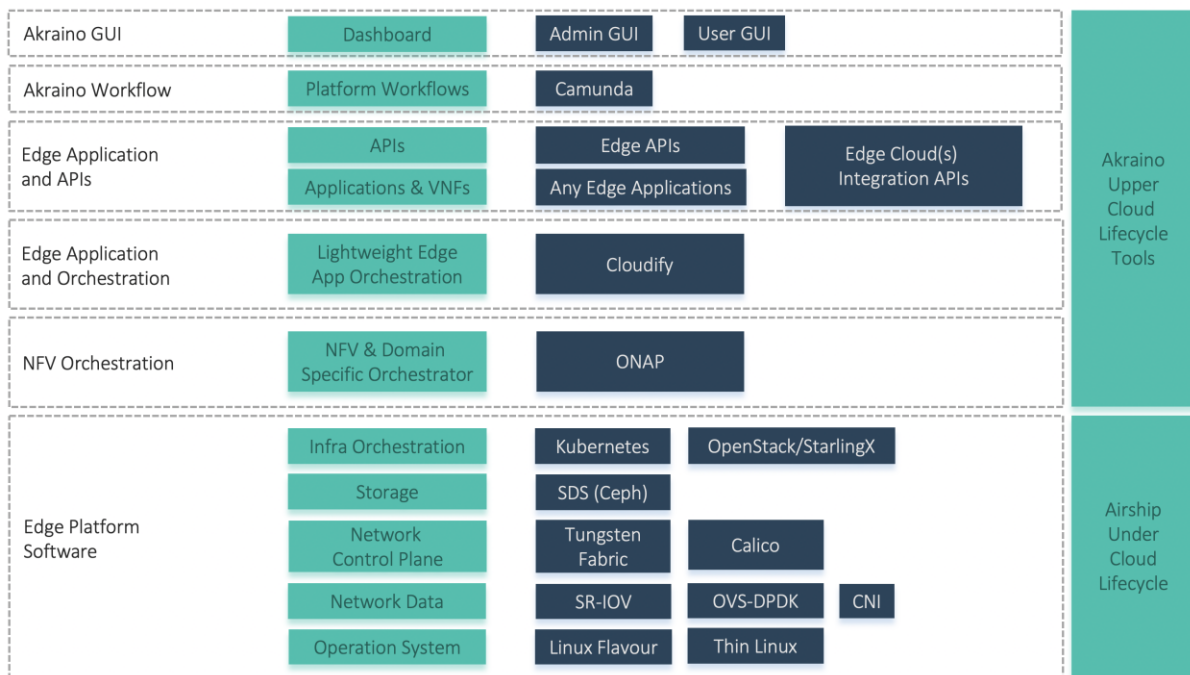 Akraino GUI
Dashboard
Admin GUI
User GUI
Akraino Workflow
Platform Workflows
Camunda
Edge Application
and APIs
APIs
Edge APIs
Applications & VNFs
Any Edge Applications
Edge Cloud(s)
Integration APIs
Edge Application
and Orchestration
Lightweight Edge
App Orchestration
Cloudify
NFV Orchestration
NFV & Domain
Specific Orchestrator
ONAP
Akraino
Upper
Cloud
Lifecycle
Tools
Edge Platform
Software
Infra Orchestration
Kubernetes
OpenStack/StarlingX
Storage
SDS (Ceph)
Network
Control Plane
Tungsten
Fabric
Calico
Network Data
SR-IOV
OVS-DPDK
CNI
Operation System
Linux Flavour
Thin Linux
Airship
Under
Cloud
Lifecycle